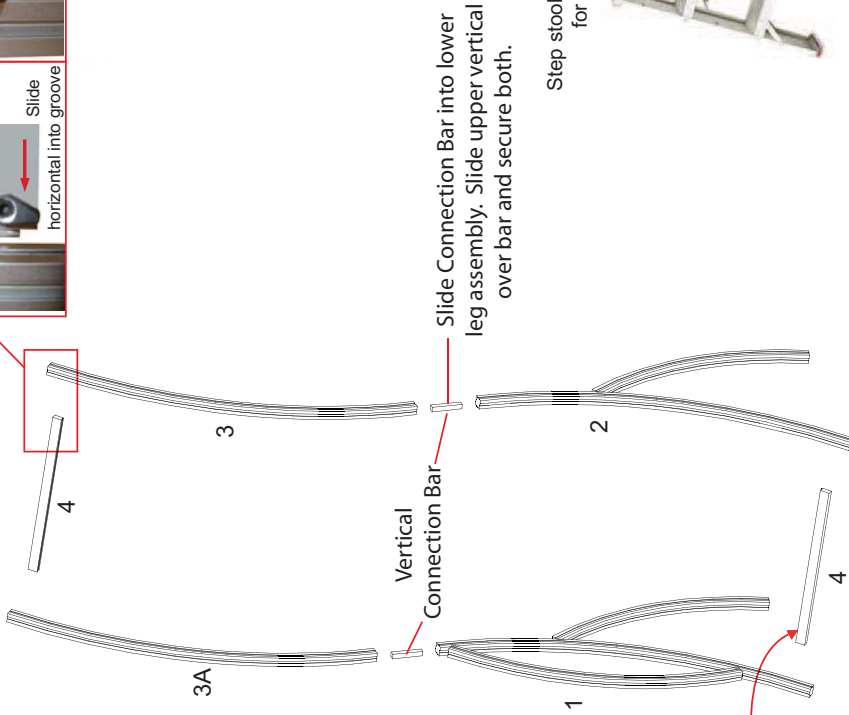 Slide
horizontal into groove
Slide Connection Bar into lower
leg assembly. Slide upper vertical
over bar and secure both.
Step stool
for
3
4
2
Vertical
Connection Bar
3A
1
4